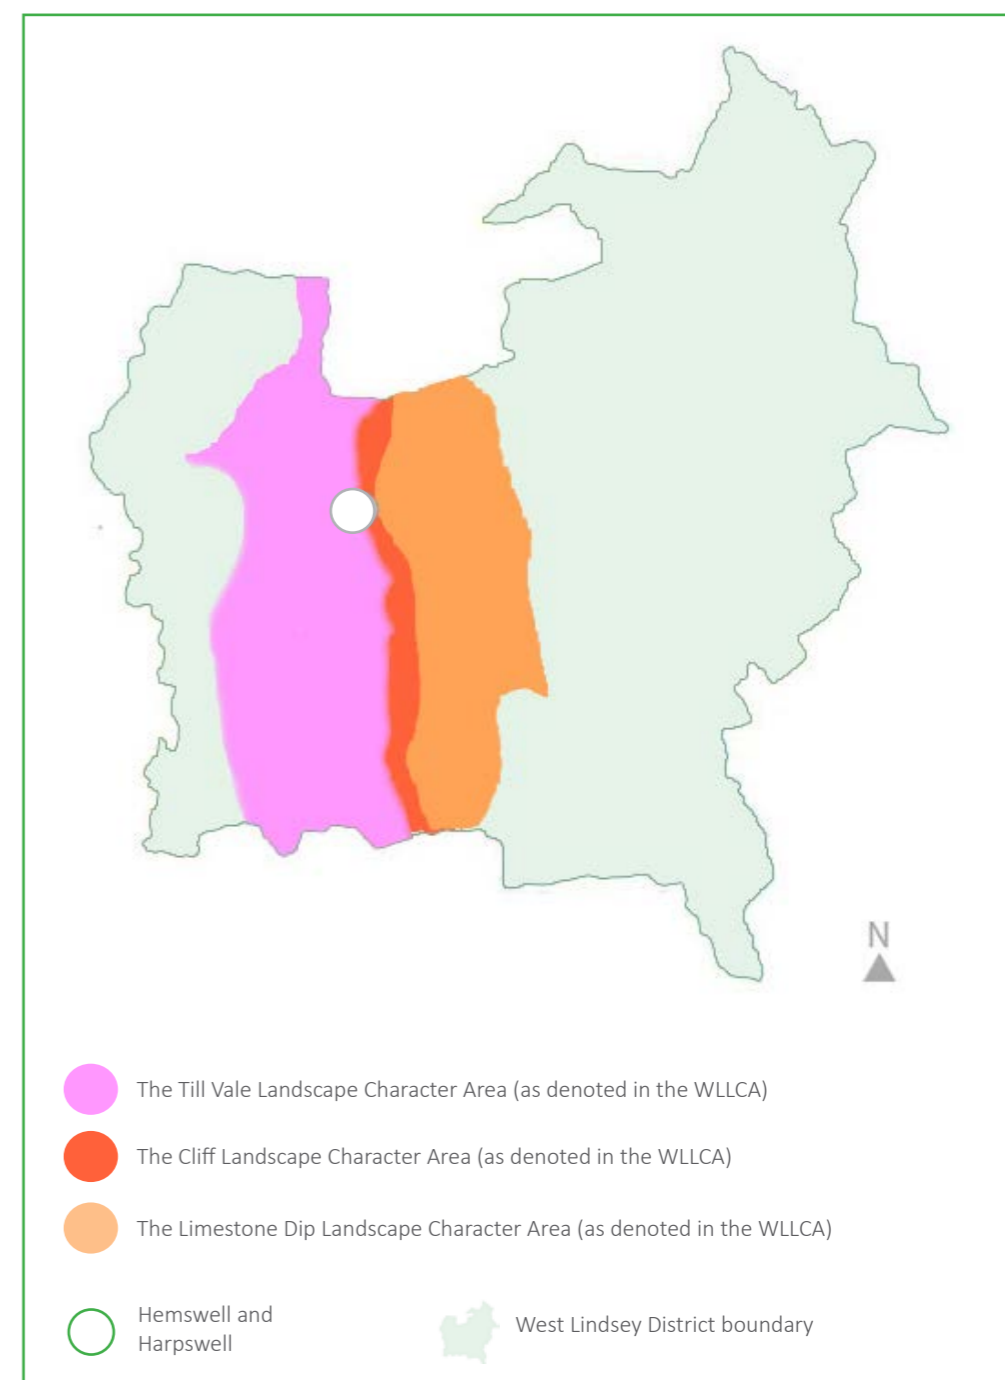 N
The Till Vale Landscape Character Area (as denoted in the WLLCA)
The Cliff Landscape Character Area (as denoted in the WLLCA)
The Limestone Dip Landscape Character Area (as denoted in the WLLCA)
Hemswell and
Harpswell
West Lindsey District boundary